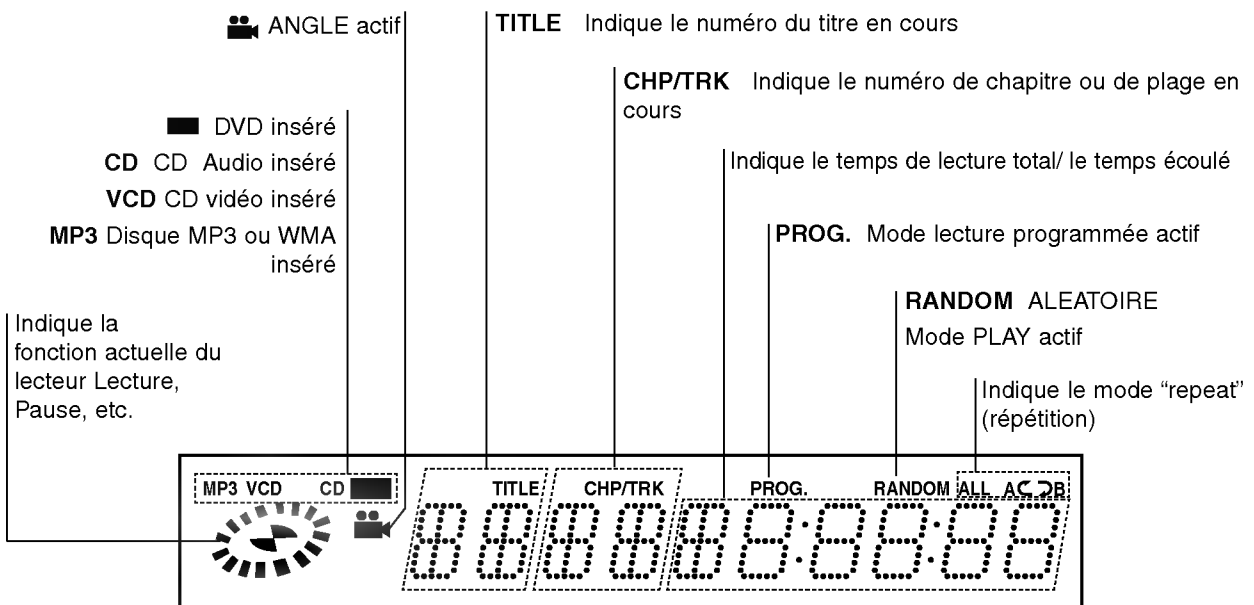 ANGLE actif
TITLE Indique le numéro du titre en cours
CHP/TRK Indique le numéro de chapitre ou de plage en
cours
DVD inséré
CD CD Audio inséré
VCD CD vidéo inséré
MP3 Disque MP3 ou WMA
inséré
Indique le temps de lecture total/ le temps écoulé
PROG. Mode lecture programmée actif
RANDOM ALEATOIRE
Mode PLAY actif
Indique la
fonction actuelle du
lecteur Lecture,
Pause, etc.
Indique le mode “repeat”
(répétition)
MP3 VCD CD TITLE CHP/TRK PROG. RANDOM ALL A B